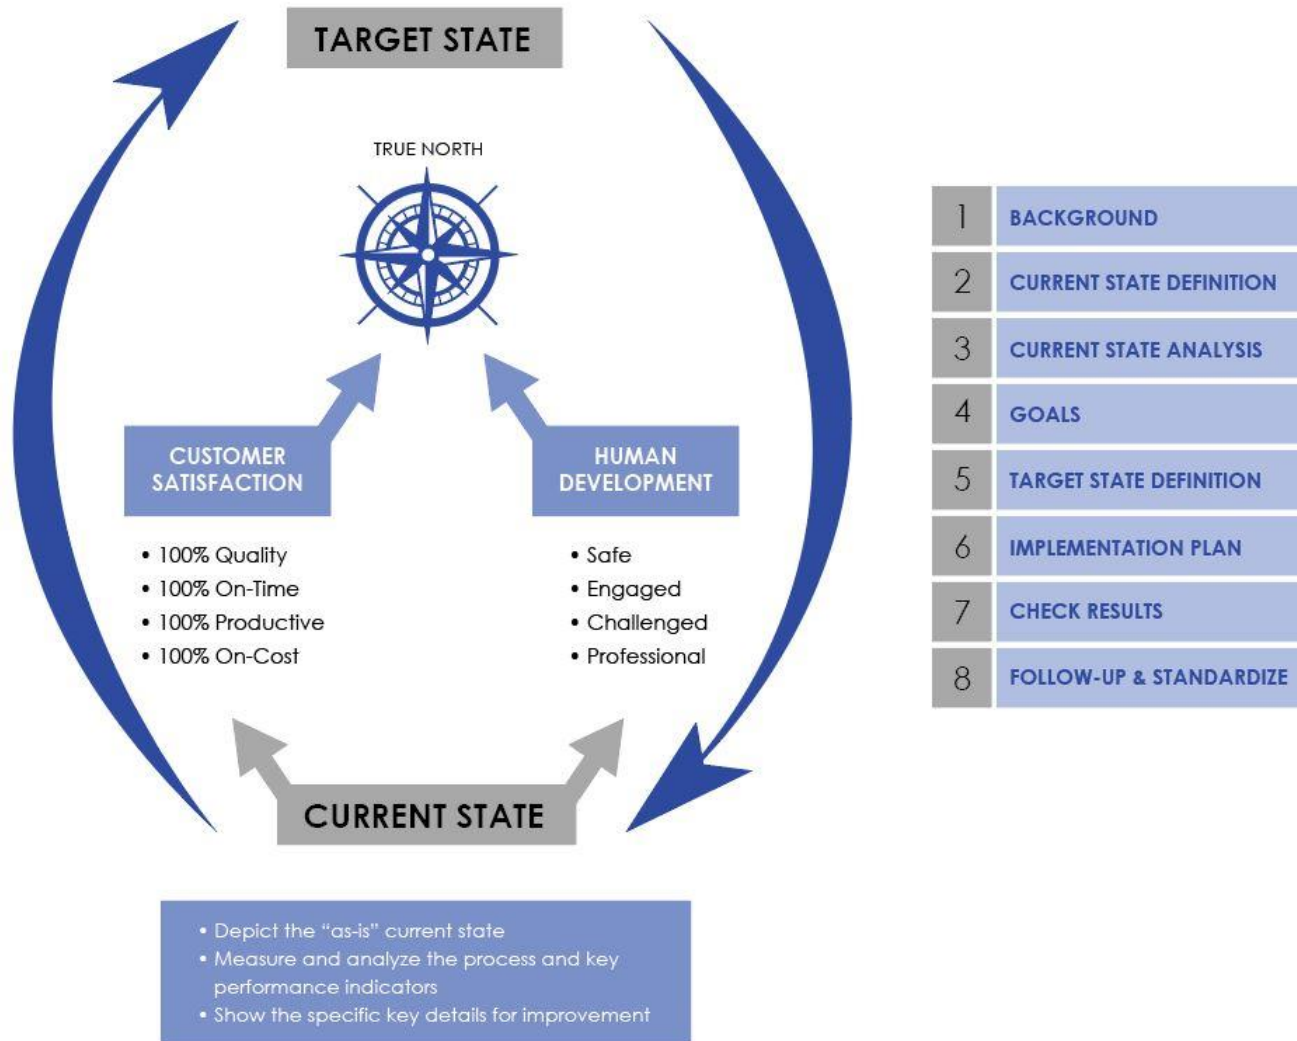 TARGET STATE
TRUE NORTH
CUSTOMER
SATISFACTION
• 100% Quality
• 100% On-Time
• 100% Productive
• 100% On-Cost
HUMAN
DEVELOPMENT
• Safe
• Engaged
• Challenged
• Professional
CURRENT STATE
• Depict the “as-is” current state
• Measure and analyze the process and key
performance indicators
• Show the specific key details for improvement
1 BACKGROUND
2 CURRENT STATE DEFINITION
3 CURRENT STATE ANALYSIS
4 GOALS
5 TARGET STATE DEFINITION
6 IMPLEMENTATION PLAN
7 CHECK RESULTS
8 FOLLOW-UP & STANDARDIZE